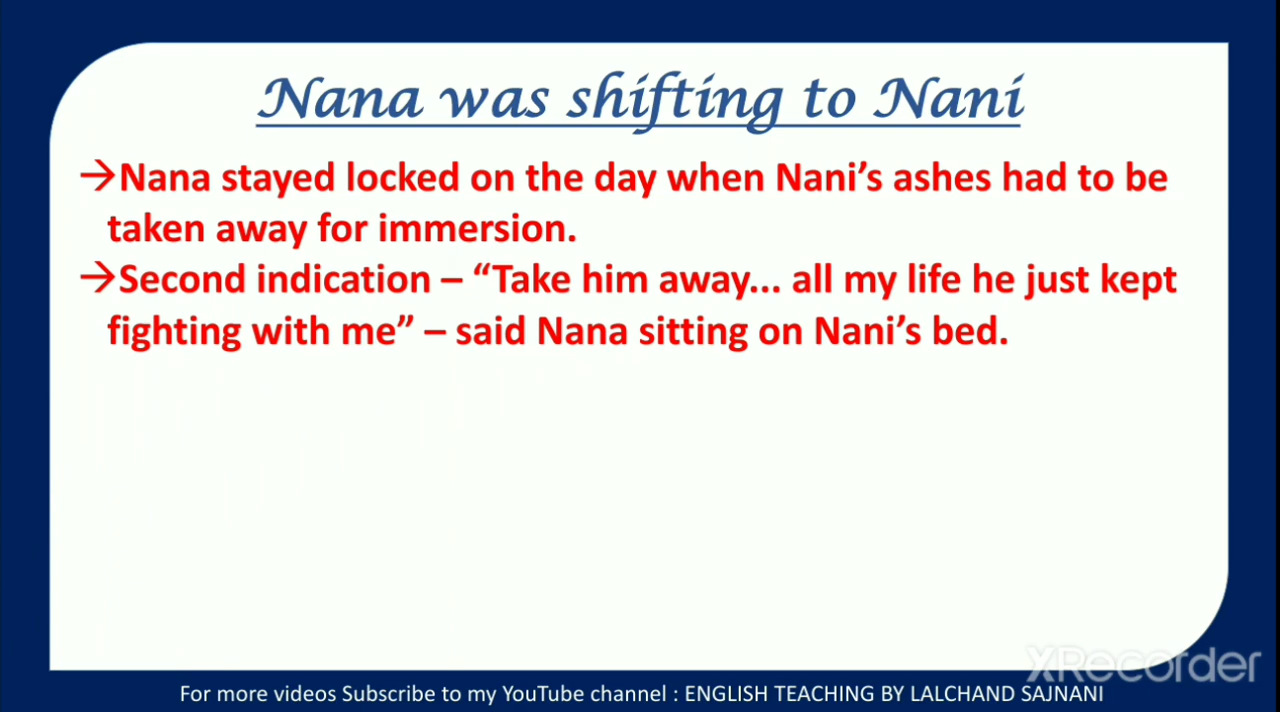 Nana was shifting to Nani
→Nana stayed locked on the day when Nani’s ashes had to be
taken away for immersion.
→Second indication – “Take him away... all my life he just kept
fighting with me” – said Nana sitting on Nani’s bed.
XRecorder
For more videos Subscribe to my YouTube channel : ENGLISH TEACHING BY LALCHAND SAJNANI